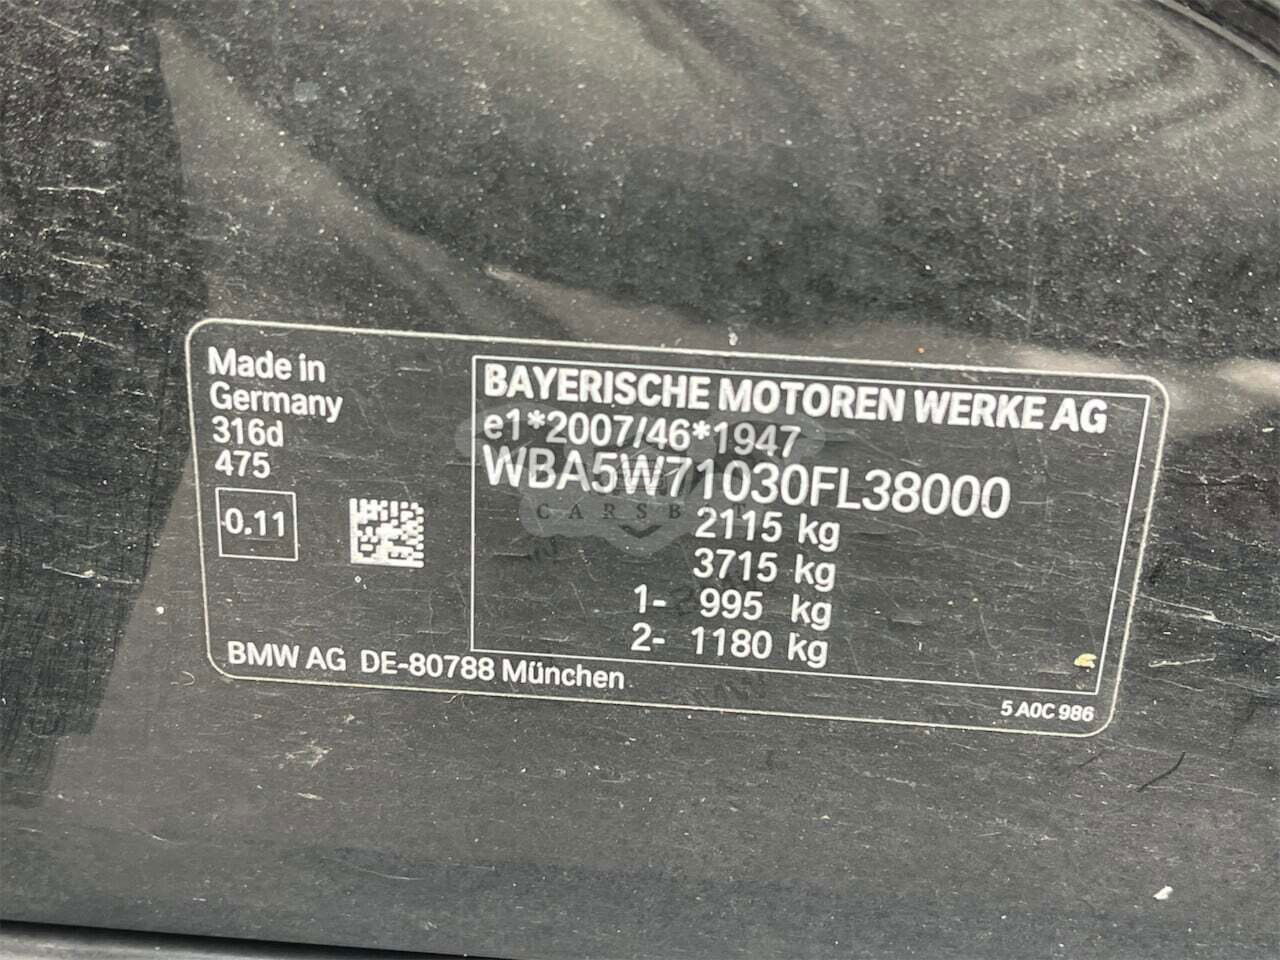 Made in
Germany
316d
475
0.11
BAYERISCHE MOTOREN WERKE AG
e1*2007/46*1947
WBA5W71030FL38000
2115 kg
3715 kg
1- 995 kg
2- 1180 kg
BMW AG DE-80788 München
5 A0C 986